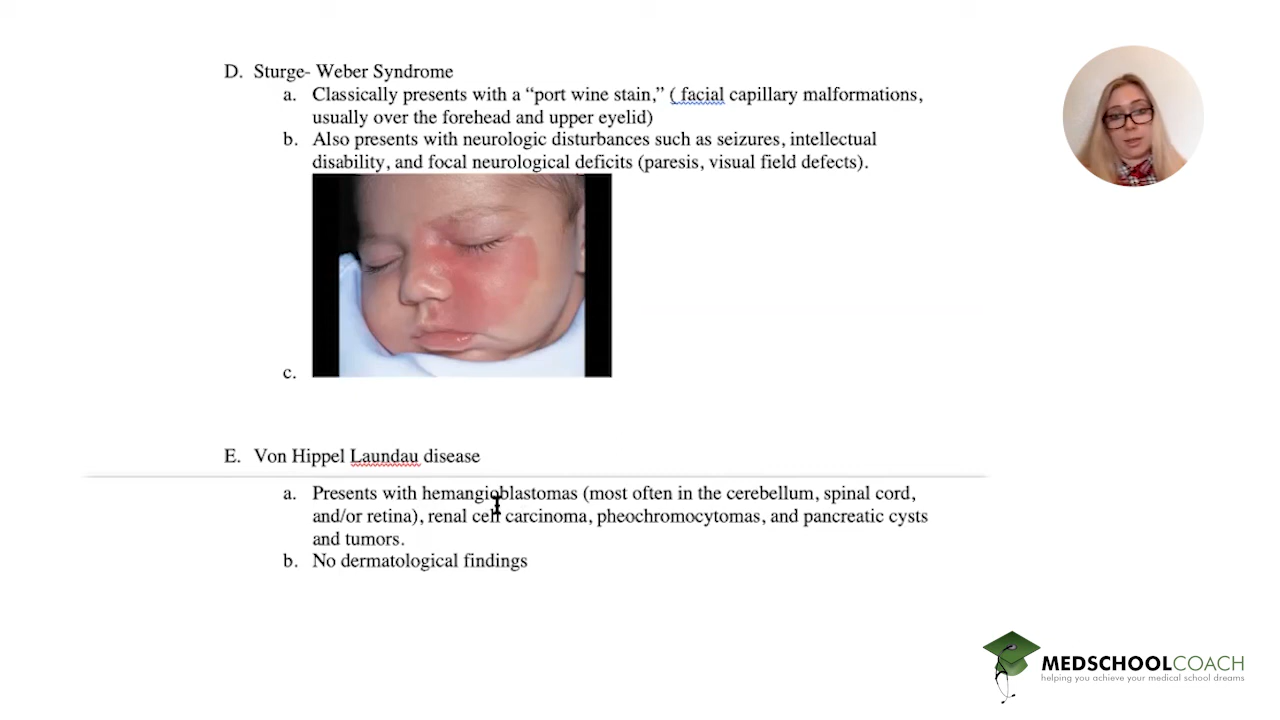 D. Sturge- Weber Syndrome
a. Classically presents with a “port wine stain,” ( facial capillary malformations,
usually over the forehead and upper eyelid)
b. Also presents with neurologic disturbances such as seizures, intellectual
disability, and focal neurological deficits (paresis, visual field defects).
c.
E. Von Hippel Laundau disease
a. Presents with hemangioblastomas (most often in the cerebellum, spinal cord,
and/or retina), renal cell carcinoma, pheochromocytomas, and pancreatic cysts
and tumors.
b. No dermatological findings
MEDSCHOOLCOACH
helping you achieve your medical school dreams